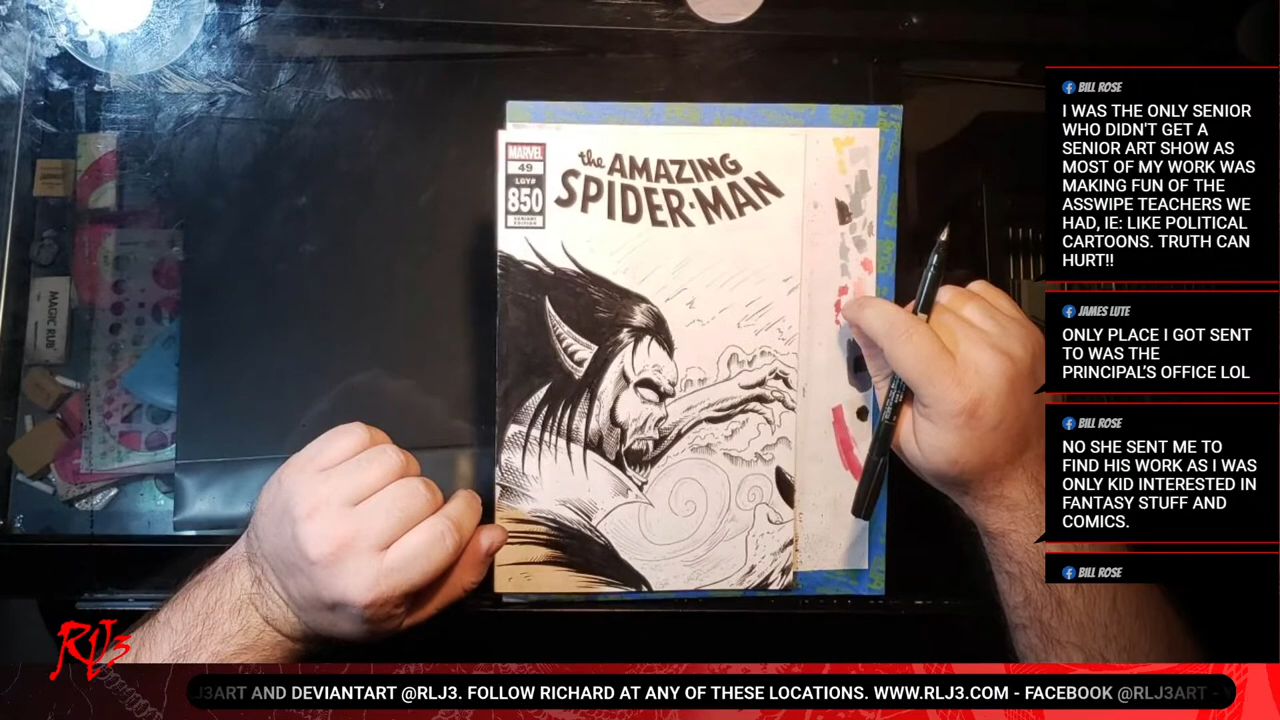 MARVEL
49
LGY#
850
VARIANT
EDITION
the AMAZING
SPIDER-MAN
MAGIC RUB
BILL ROSE
I WAS THE ONLY SENIOR
WHO DIDN'T GET A
SENIOR ART SHOW AS
MOST OF MY WORK WAS
MAKING FUN OF THE
ASSWIPE TEACHERS WE
HAD, IE: LIKE POLITICAL
CARTOONS. TRUTH CAN
HURT!!
JAMES LUTE
ONLY PLACE I GOT SENT
TO WAS THE
PRINCIPAL'S OFFICE LOL
BILL ROSE
NO SHE SENT ME TO
FIND HIS WORK AS I WAS
ONLY KID INTERESTED IN
FANTASY STUFF AND
COMICS.
BILL ROSE
RLJ3
J3ART AND DEVIANTART @RLJ3. FOLLOW RICHARD AT ANY OF THESE LOCATIONS. WWW.RLJ3.COM - FACEBOOK @RLJ3ART -